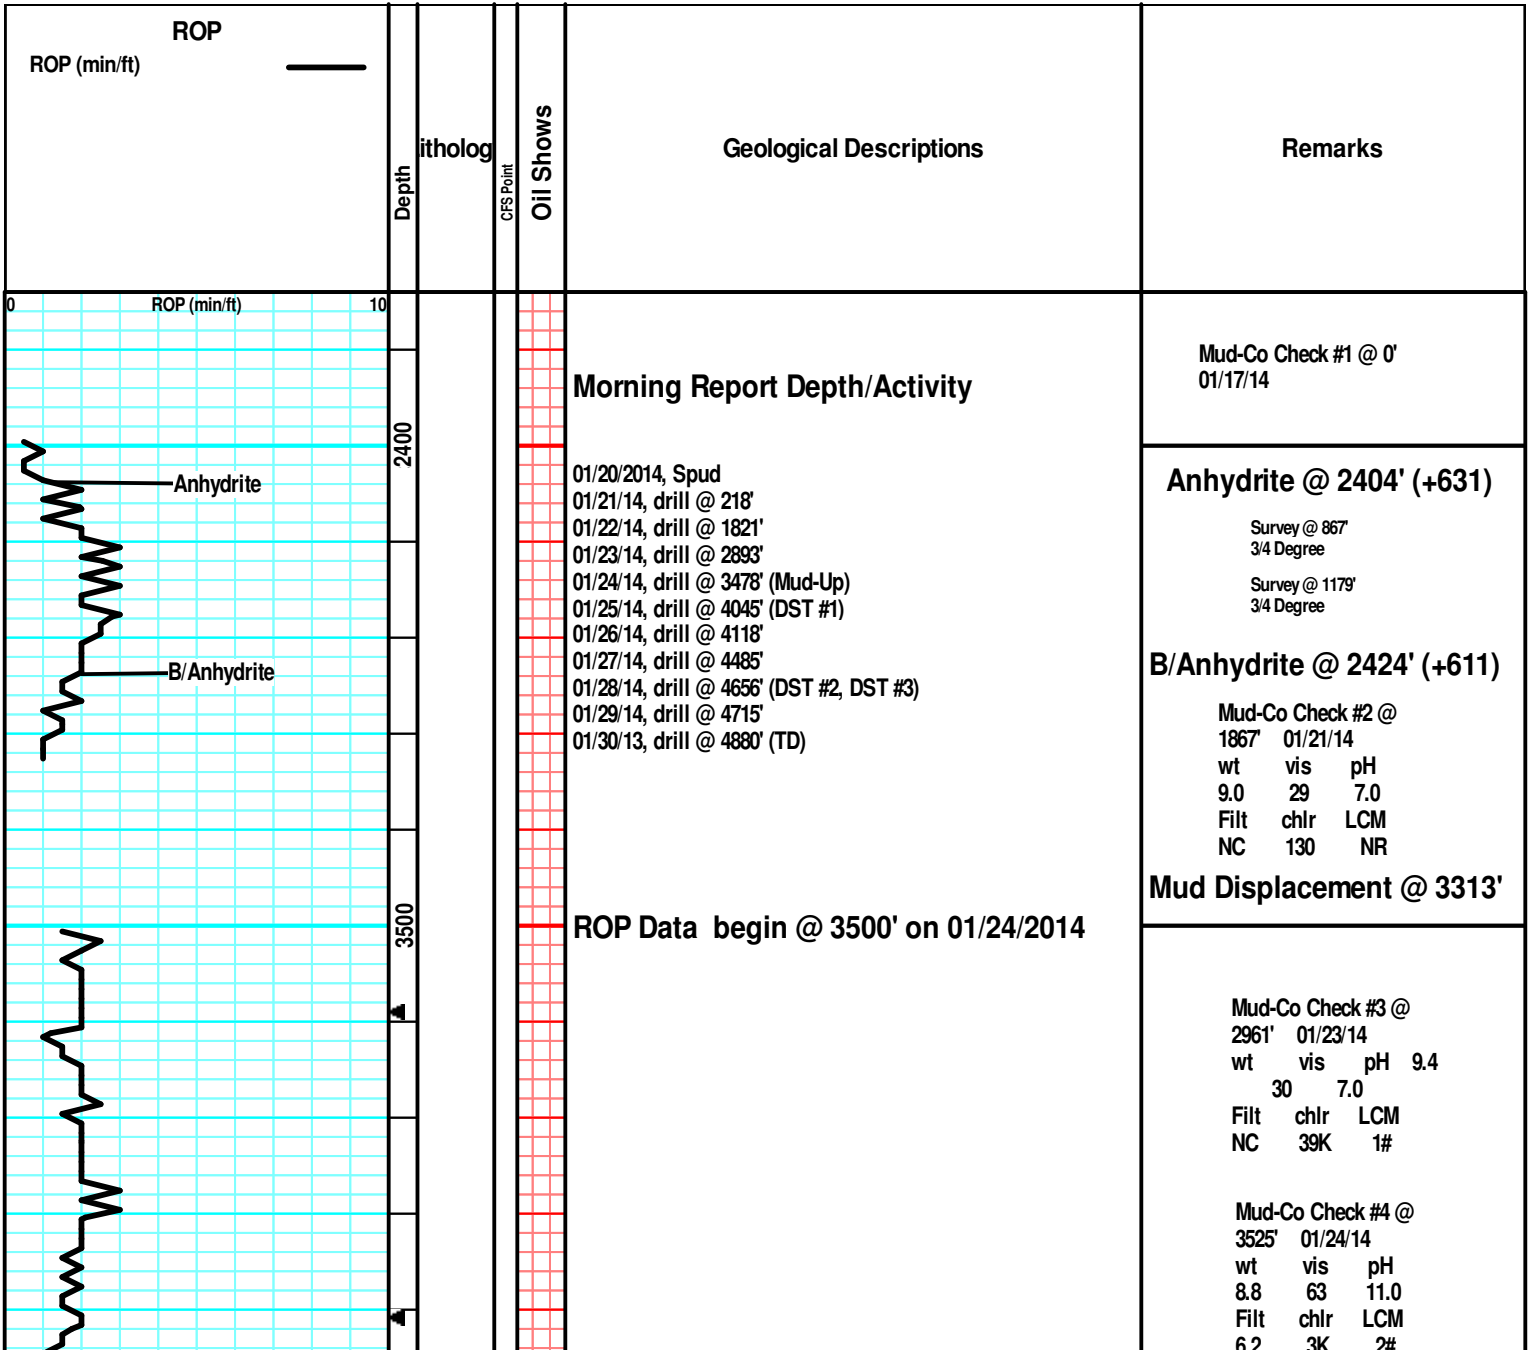 ROP
ROP (min/ft)
Depth
itholog
CFS Point
Oil Shows
Geological Descriptions
Remarks
0 ROP (min/ft) 10
2400
Anhydrite
B/Anhydrite
3500
Morning Report Depth/Activity
01/20/2014, Spud
01/21/14, drill @ 218'
01/22/14, drill @ 1821'
01/23/14, drill @ 2893'
01/24/14, drill @ 3478' (Mud-Up)
01/25/14, drill @ 4045' (DST #1)
01/26/14, drill @ 4118'
01/27/14, drill @ 4485'
01/28/14, drill @ 4656' (DST #2, DST #3)
01/29/14, drill @ 4715'
01/30/13, drill @ 4880' (TD)
ROP Data begin @ 3500' on 01/24/2014
Mud-Co Check #1 @ 0'
01/17/14
Anhydrite @ 2404' (+631)
Survey @ 867'
3/4 Degree
Survey @ 1179'
3/4 Degree
B/Anhydrite @ 2424' (+611)
Mud-Co Check #2 @
1867' 01/21/14
wt vis pH
9.0 29 7.0
Filt chlr LCM
NC 130 NR
Mud Displacement @ 3313'
Mud-Co Check #3 @
2961' 01/23/14
wt vis pH 9.4
30 7.0
Filt chlr LCM
NC 39K 1#
Mud-Co Check #4 @
3525' 01/24/14
wt vis pH
8.8 63 11.0
Filt chlr LCM
6.2 3K 2#